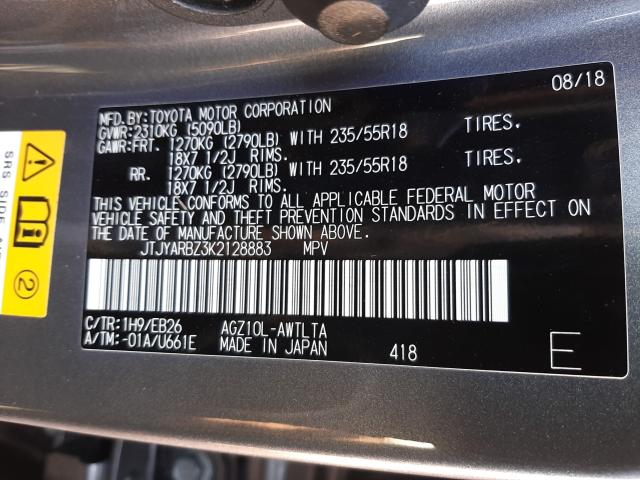 08/18
MFD.BY:TOYOTA MOTOR CORPORATION
GVWR:2310KG (5090LB)
GAWR:FRT. 1270KG (2790LB) WITH 235/55R18 TIRES.
18X7 1/2J RIMS.
RR. 1270KG (2790LB) WITH 235/55R18 TIRES.
18X7 1/2J RIMS.
THIS VEHICLE CONFORMS TO ALL APPLICABLE FEDERAL MOTOR
VEHICLE SAFETY AND THEFT PREVENTION STANDARDS IN EFFECT ON
THE DATE OF MANUFACTURE SHOWN ABOVE.
JTJYARBZ3K2128883 MPV
C/TR:1H9/EB26 AGZ10L-AWTLTA
A/TM:-01A/U661E MADE IN JAPAN 418 E
SRS SIDE
2